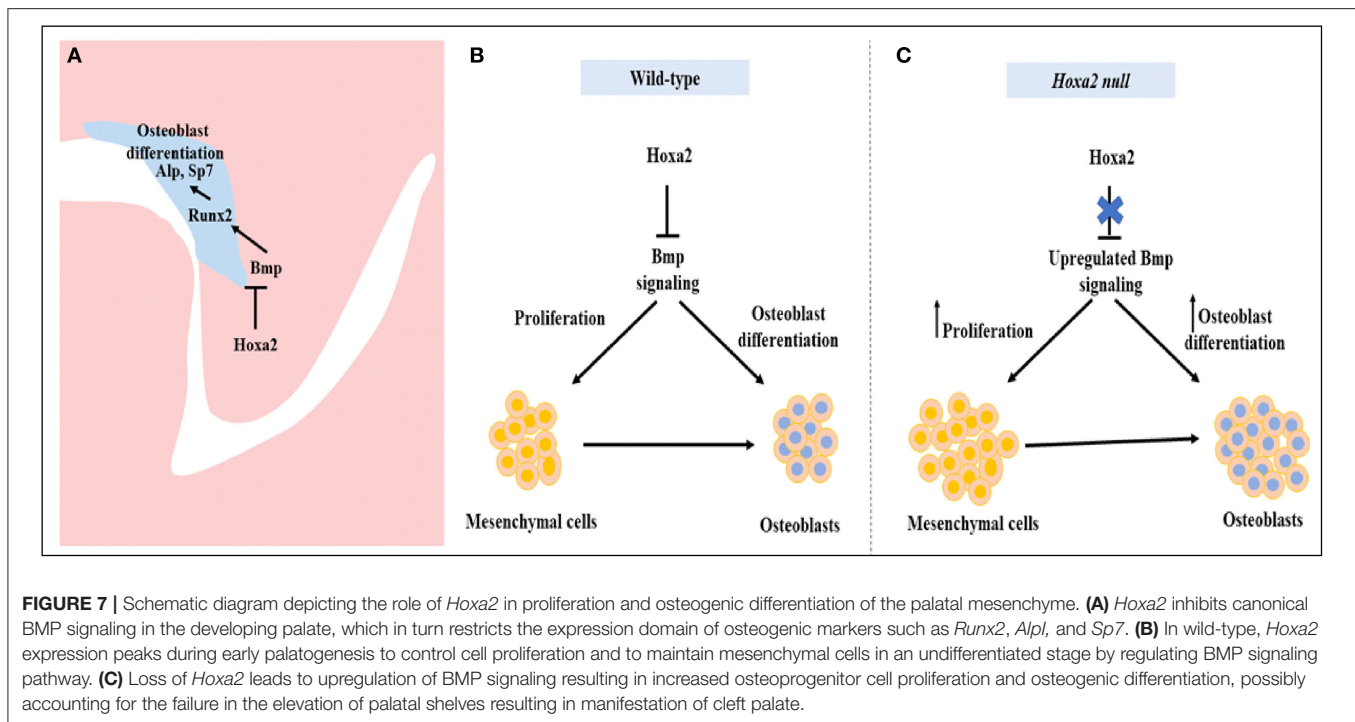 A
Osteoblast
differentiation
Alp, Sp7
Runx2
Bmp
Hoxa2
B
Wild-type
Hoxa2
Bmp
signaling
Proliferation
Osteoblast
differentiation
Mesenchymal cells
Osteoblasts
C
Hoxa2 null
Hoxa2
Upregulated Bmp
signaling
Proliferation
Osteoblast
differentiation
Mesenchymal cells
Osteoblasts
FIGURE 7 | Schematic diagram depicting the role of Hoxa2 in proliferation and osteogenic differentiation of the palatal mesenchyme. (A) Hoxa2 inhibits canonical
BMP signaling in the developing palate, which in turn restricts the expression domain of osteogenic markers such as Runx2, Alpl, and Sp7. (B) In wild-type, Hoxa2
expression peaks during early palatogenesis to control cell proliferation and to maintain mesenchymal cells in an undifferentiated stage by regulating BMP signaling
pathway. (C) Loss of Hoxa2 leads to upregulation of BMP signaling resulting in increased osteoprogenitor cell proliferation and osteogenic differentiation, possibly
accounting for the failure in the elevation of palatal shelves resulting in manifestation of cleft palate.